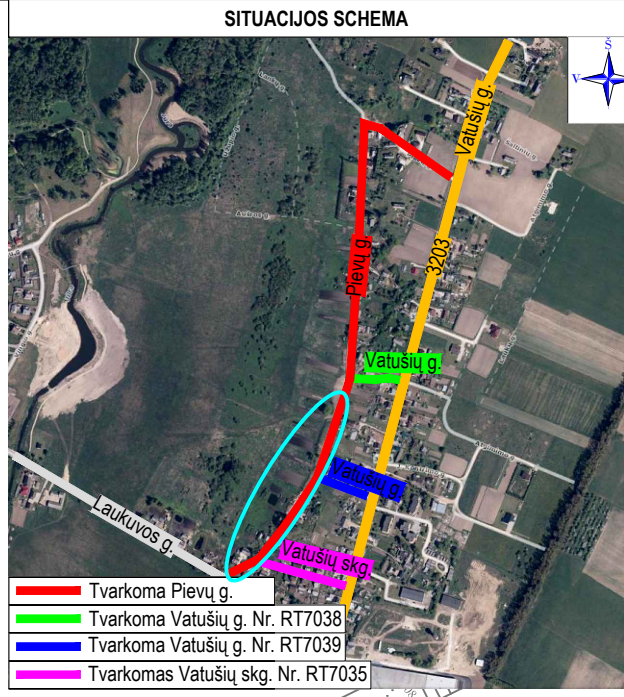 SITUACIJOS SCHEMA
Š
V
Vatušių g.
3203
Pievų g.
Vatušių g.
Vatušių g.
Vatušių skg.
Laukuvos g.
Tvarkoma Pievų g.
Tvarkoma Vatušių g. Nr. RT7038
Tvarkoma Vatušių g. Nr. RT7039
Tvarkomas Vatušių skg. Nr. RT7035